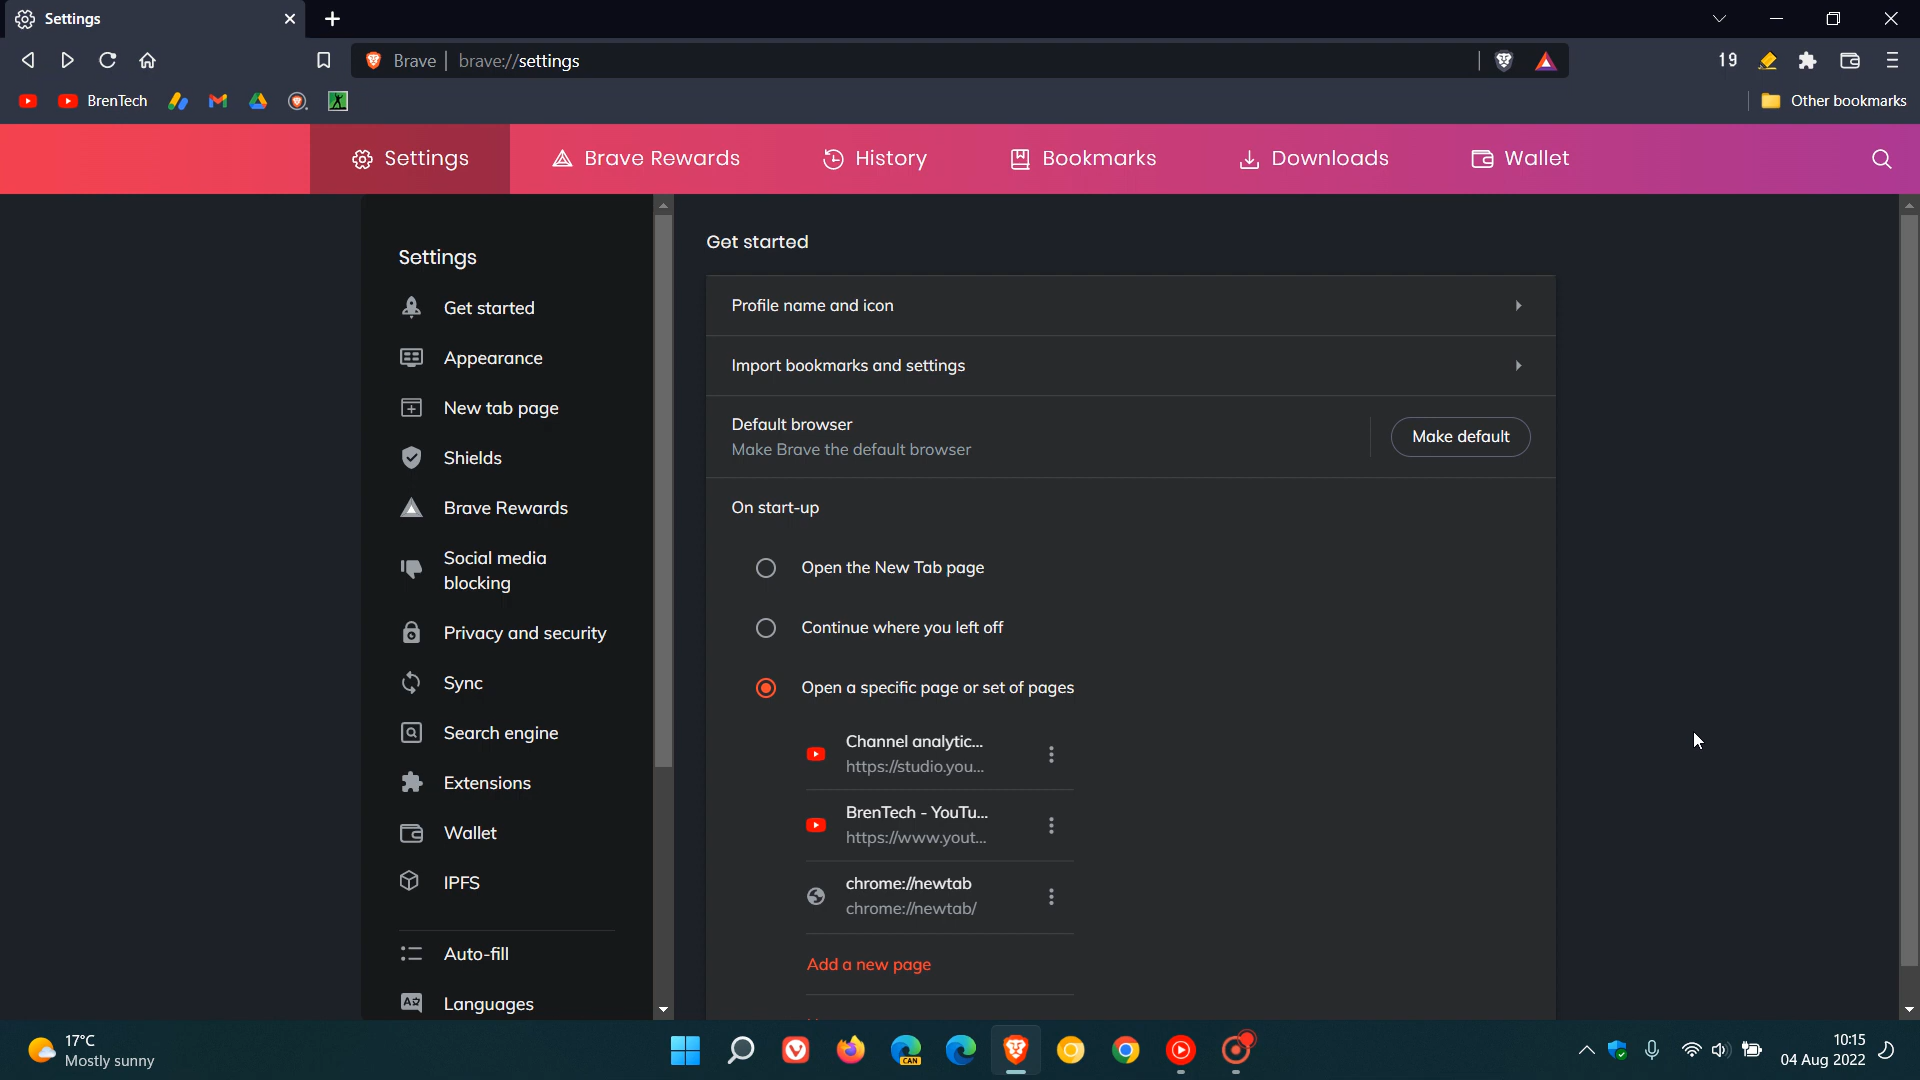 Settings
Brave
brave://settings
19
BrenTech
Other bookmarks
Settings
Brave Rewards
History
Bookmarks
Downloads
Wallet
Settings
Get started
Appearance
New tab page
Shields
Brave Rewards
Social media
blocking
Privacy and security
Sync
Search engine
Extensions
Wallet
IPFS
Auto-fill
Languages
Get started
Profile name and icon
Import bookmarks and settings
Default browser
Make Brave the default browser
Make default
On start-up
Open the New Tab page
Continue where you left off
Open a specific page or set of pages
Channel analytic...
https://studio.you...
BrenTech - YouTu...
https://www.yout...
chrome://newtab
chrome://newtab/
Add a new page
17°C
Mostly sunny
CAN
10:15
04 Aug 2022